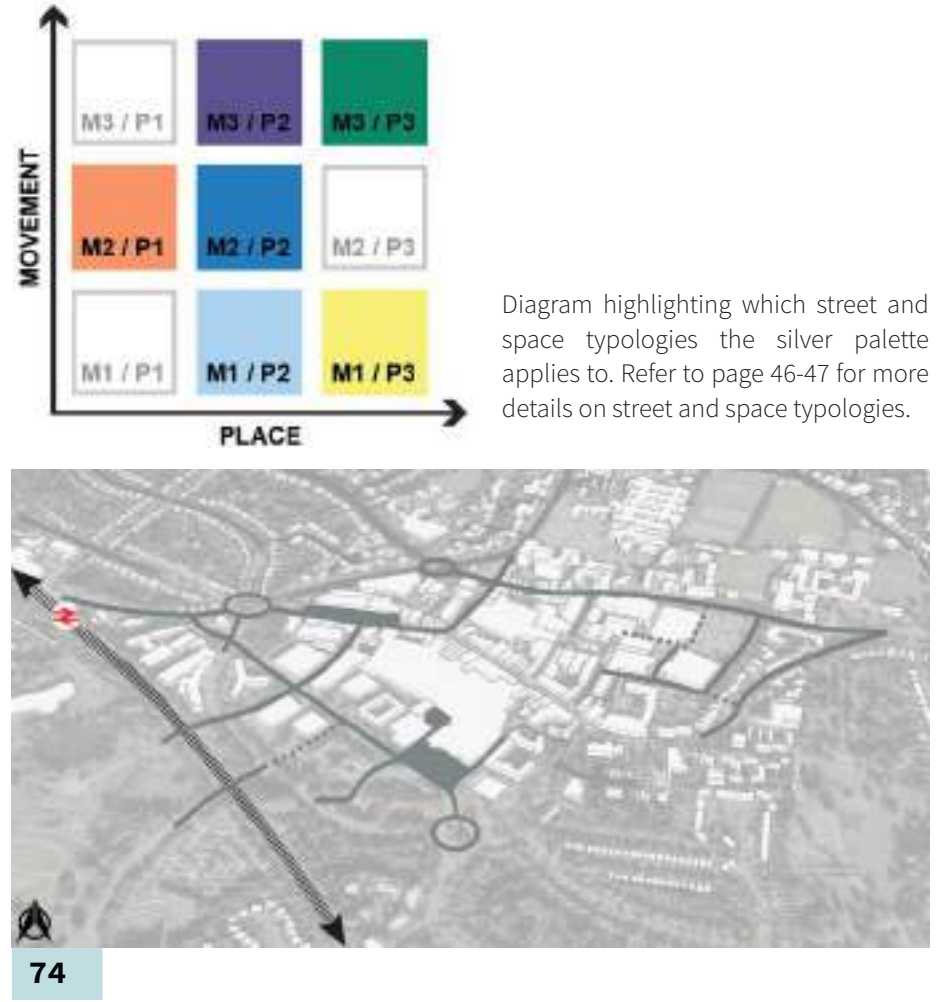 MOVEMENT
M3 / P1
M3 / P2
M3 / P3
M2 / P1
M2 / P2
M2 / P3
M1 / P1
M1 / P2
M1 / P3
PLACE
Diagram highlighting which street and
space typologies the silver palette
applies to. Refer to page 46-47 for more
details on street and space typologies.
74